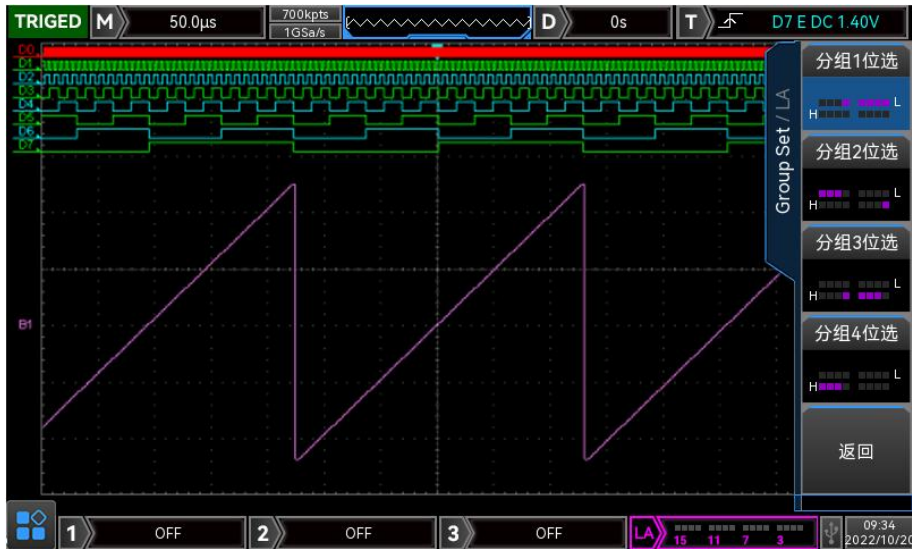 TRIGED M 50.0μs 700kpts D 0s T D7 E DC 1.40V
1GSa/s
D0
D1
D2
D3
D4
D5
D6
D7
B1
Group Set / LA
分组1位选
L
H
分组2位选
L
H
分组3位选
L
H
分组4位选
L
H
返回
1 OFF 2 OFF 3 OFF LA 15 11 7 3 09:34
2022/10/20